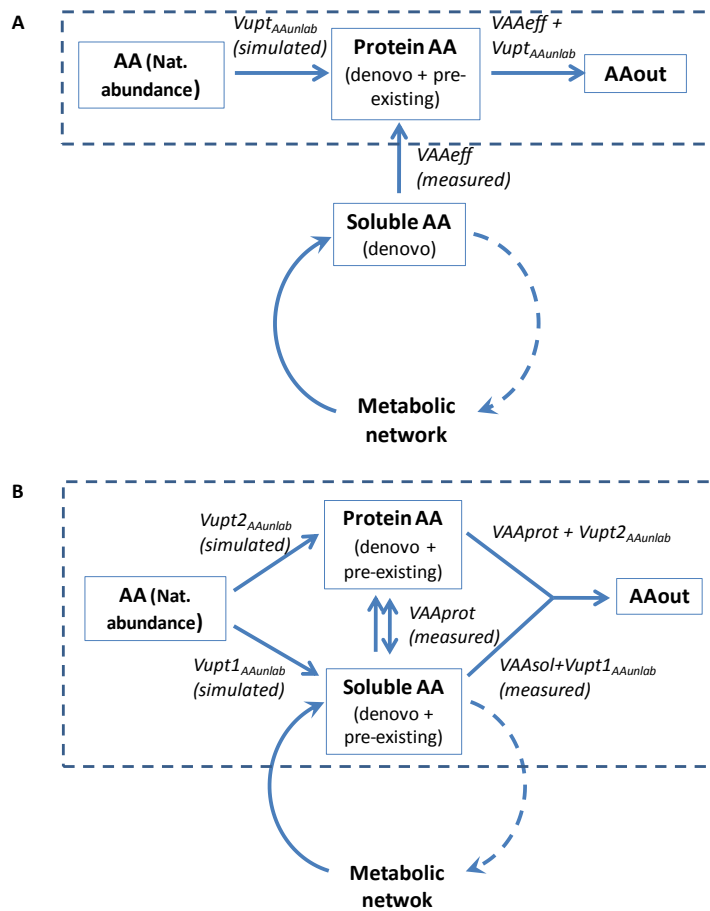 A
Vupt_AAunlab
(simulated)
AA (Nat.
abundance)
Protein AA
(denovo + pre-
existing)
VAAeff +
Vupt_AAunlab
AAout
VAAeff
(measured)
Soluble AA
(denovo)
Metabolic
network
B
Vupt2_AAunlab
(simulated)
Protein AA
(denovo +
pre-existing)
VAAprot + Vupt2_AAunlab
AA (Nat.
abundance)
AAout
VAAprot
(measured)
Vupt1_AAunlab
(simulated)
Soluble AA
(denovo +
pre-existing)
VAAsol+Vupt1_AAunlab
(measured)
Metabolic
netwok